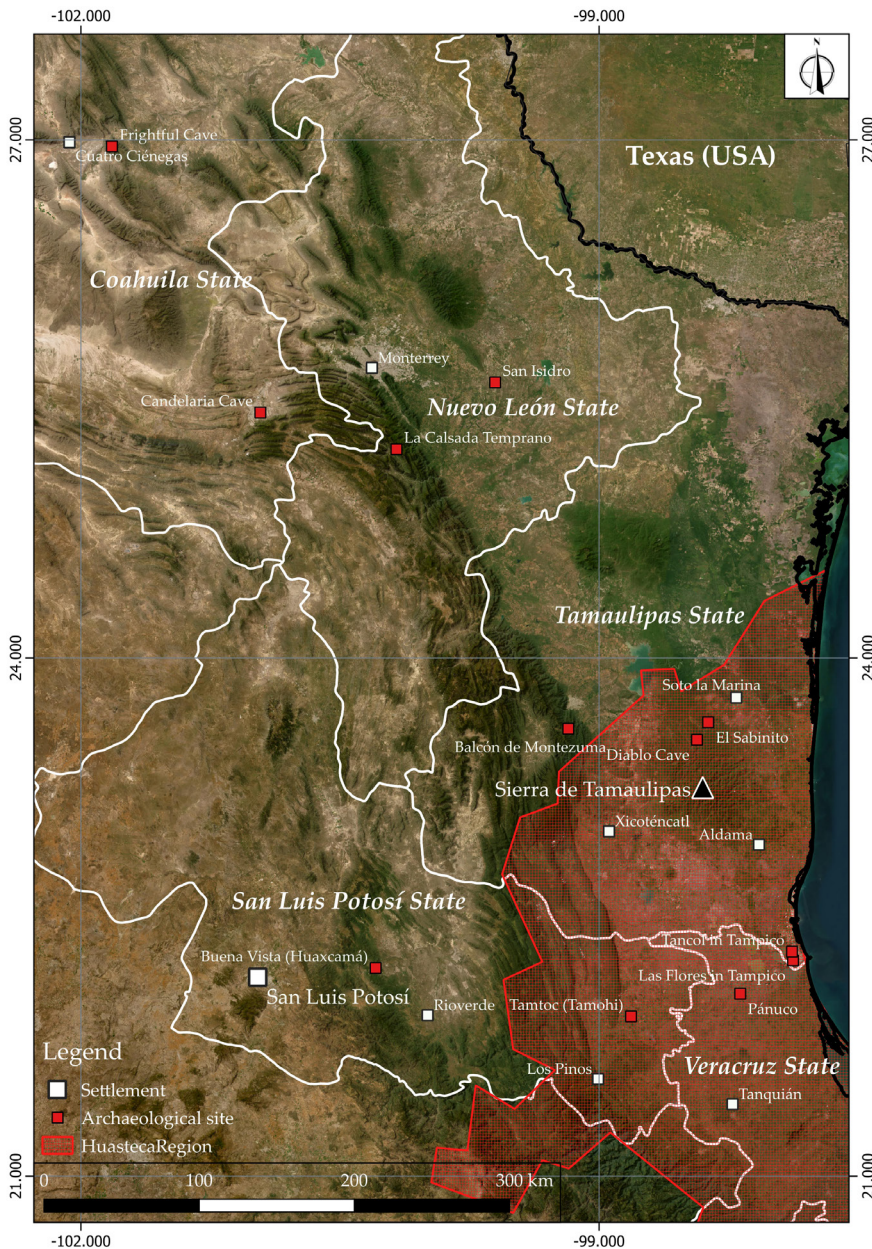 -102.000
-99.000
N
27.000
27.000
Frightful Cave
Cuatro Ciénegas
Texas (USA)
Coahuila State
Monterrey
San Isidro
Candelaria Cave
Nuevo León State
La Calsada Temprano
Tamaulipas State
24.000
24.000
Soto la Marina
El Sabinito
Balcón de Montezuma
Diablo Cave
Sierra de Tamaulipas
Xicoténcatl
Aldama
San Luis Potosí State
Tancol in Tampico
Buena Vista (Huaxcamá)
Las Flores in Tampico
San Luis Potosí
Rioverde
Tamtoc (Tamohi)
Pánuco
Legend
Los Pinos
Veracruz State
Settlement
Tanquián
Archaeological site
HuastecaRegion
21.000
21.000
0 100 200 300 km
-102.000
-99.000